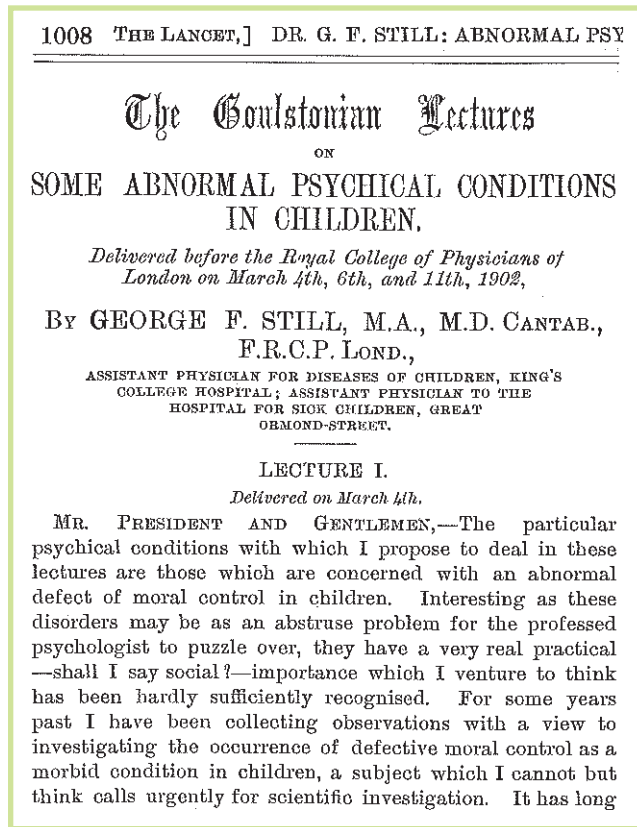 1008 THE LANCET,] DR. G. F. STILL: ABNORMAL PSY
The Goulstonian Lectures
ON
SOME ABNORMAL PSYCHICAL CONDITIONS
IN CHILDREN.
Delivered before the Royal College of Physicians of
London on March 4th, 6th, and 11th, 1902,
BY GEORGE F. STILL, M.A., M.D. CANTAB.,
F.R.C.P. LOND.,
ASSISTANT PHYSICIAN FOR DISEASES OF CHILDREN, KING'S
COLLEGE HOSPITAL; ASSISTANT PHYSICIAN TO THE
HOSPITAL FOR SICK CHILDREN, GREAT
ORMOND-STREET.
LECTURE I.
Delivered on March 4th.
MR. PRESIDENT AND GENTLEMEN,—The particular
psychical conditions with which I propose to deal in these
lectures are those which are concerned with an abnormal
defect of moral control in children. Interesting as these
disorders may be as an abstruse problem for the professed
psychologist to puzzle over, they have a very real practical
—shall I say social?—importance which I venture to think
has been hardly sufficiently recognised. For some years
past I have been collecting observations with a view to
investigating the occurrence of defective moral control as a
morbid condition in children, a subject which I cannot but
think calls urgently for scientific investigation. It has long